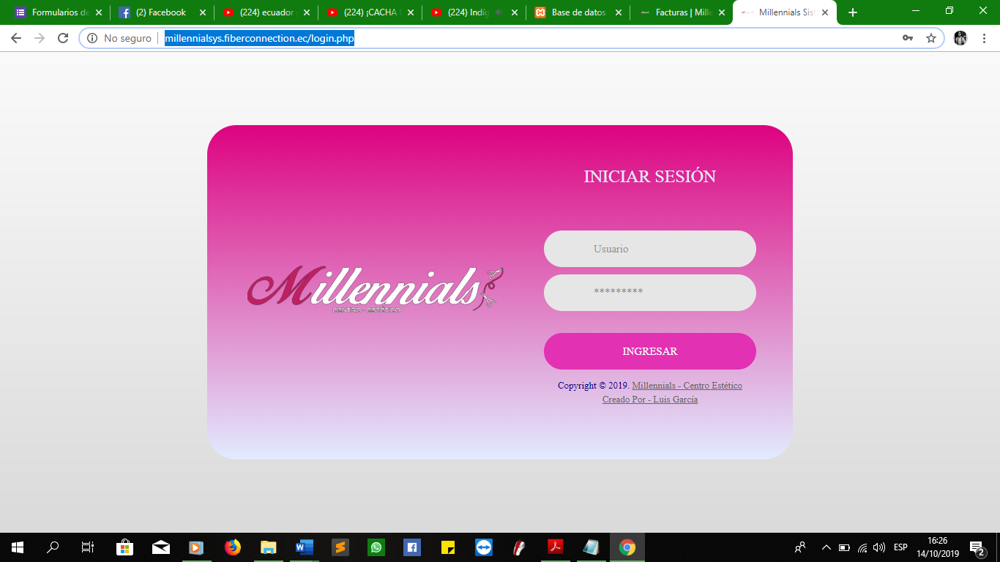 Formularios de
(2) Facebook
(224) ecuador
(224) ¡CACHA
(224) Indíg
Base de datos
Facturas | Mille
Millennials Sist
No seguro
millennialsys.fiberconnection.ec/login.php
INICIAR SESIÓN
Usuario
*********
Millennials
CENTRO - ESTÉTICO
INGRESAR
Copyright © 2019. Millennials - Centro Estético
Creado Por - Luis García
ESP
16:26
14/10/2019
2